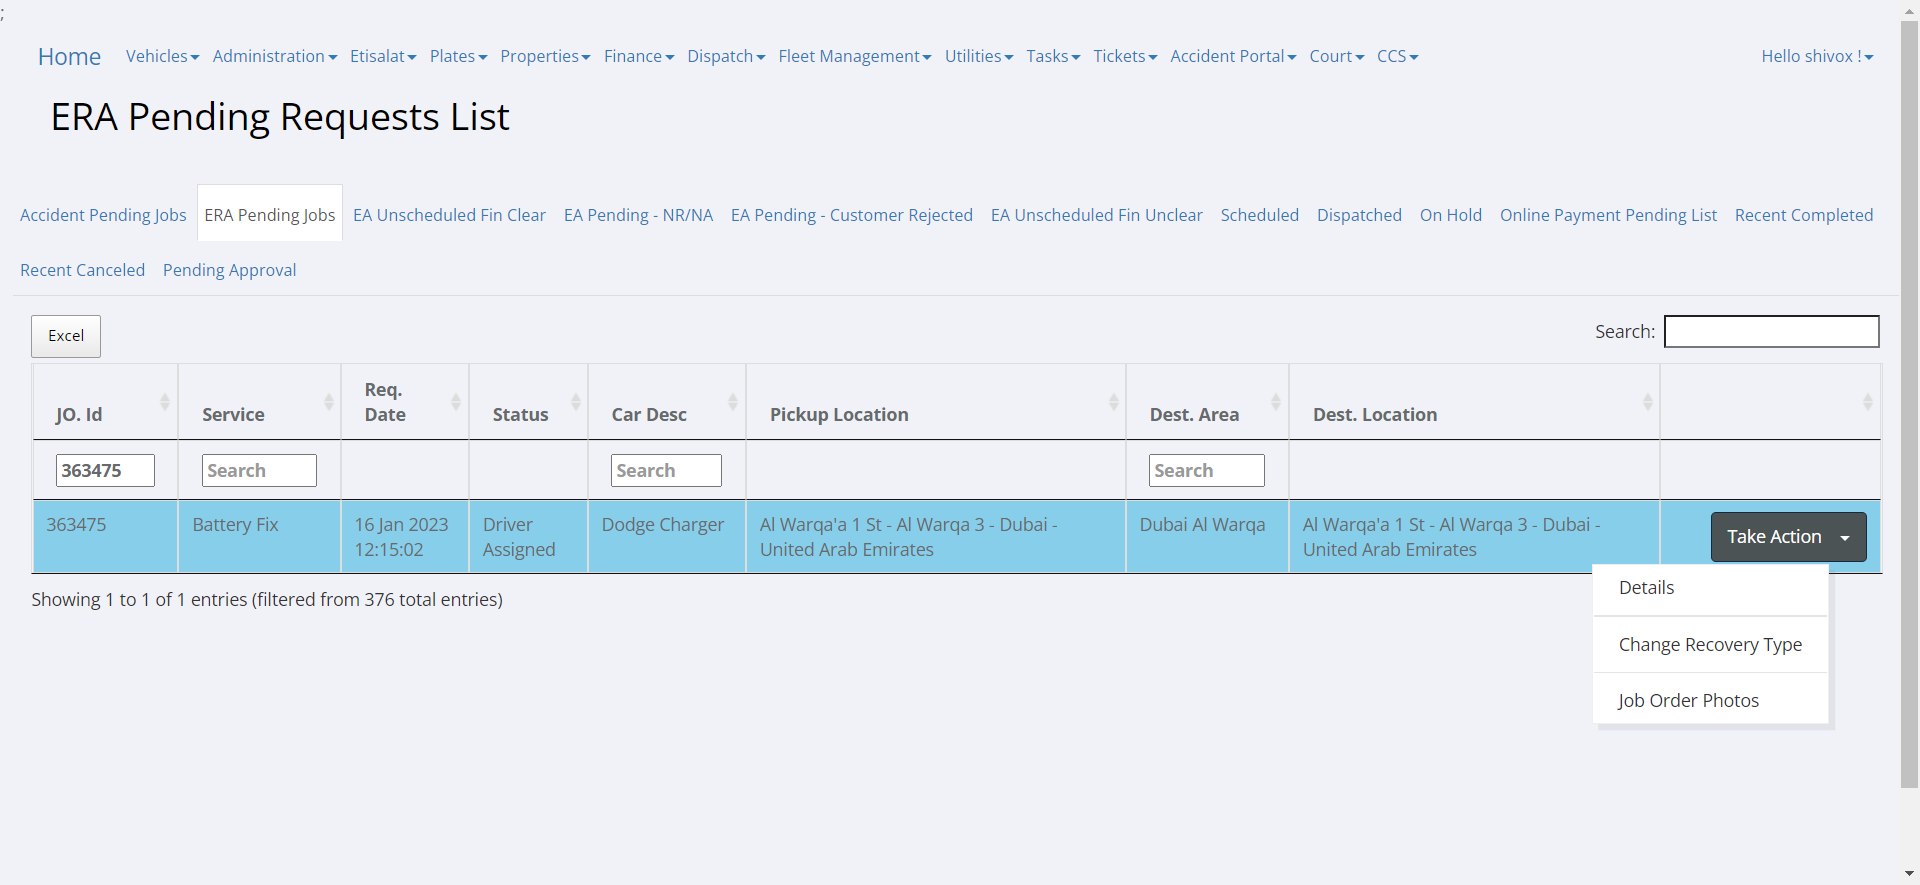 ;
Home Vehicles Administration Etisalat Plates Properties Finance Dispatch Fleet Management Utilities Tasks Tickets Accident Portal Court CCS Hello shivox !
ERA Pending Requests List
Accident Pending Jobs ERA Pending Jobs EA Unscheduled Fin Clear EA Pending - NR/NA EA Pending - Customer Rejected EA Unscheduled Fin Unclear Scheduled Dispatched On Hold Online Payment Pending List Recent Completed
Recent Canceled Pending Approval
Excel Search:
JO. Id Service Req. Date Status Car Desc Pickup Location Dest. Area Dest. Location
363475 Search Search Search
363475 Battery Fix 16 Jan 2023 Driver Dodge Charger Al Warqa'a 1 St - Al Warqa 3 - Dubai - Dubai Al Warqa Al Warqa'a 1 St - Al Warqa 3 - Dubai - Take Action
12:15:02 Assigned United Arab Emirates United Arab Emirates
Details
Showing 1 to 1 of 1 entries (filtered from 376 total entries)
Change Recovery Type
Job Order Photos